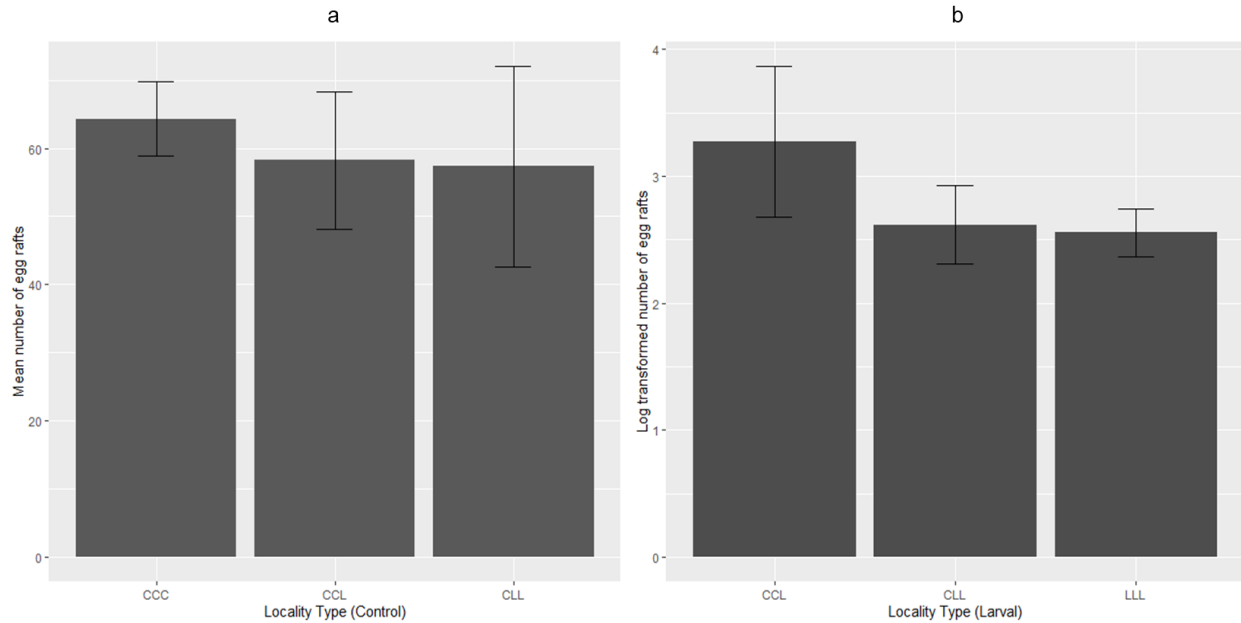 a
Mean number of egg rafts
60
40
20
0
CCC CCL CLL
Locality Type (Control)
b
Log transformed number of egg rafts
4
3
2
1
0
CCL CLL LLL
Locality Type (Larval)